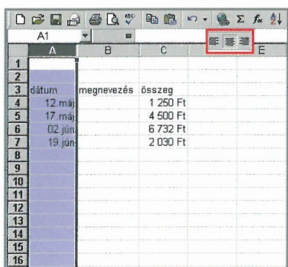 A1 =
A B C E
1
2
3 dátum megnevezés összeg
4 12.máj 1 250 Ft
5 17.máj 4 500 Ft
6 02.jún 6 732 Ft
7 19.jún 2 030 Ft
8
9
10
11
12
13
14
15
16